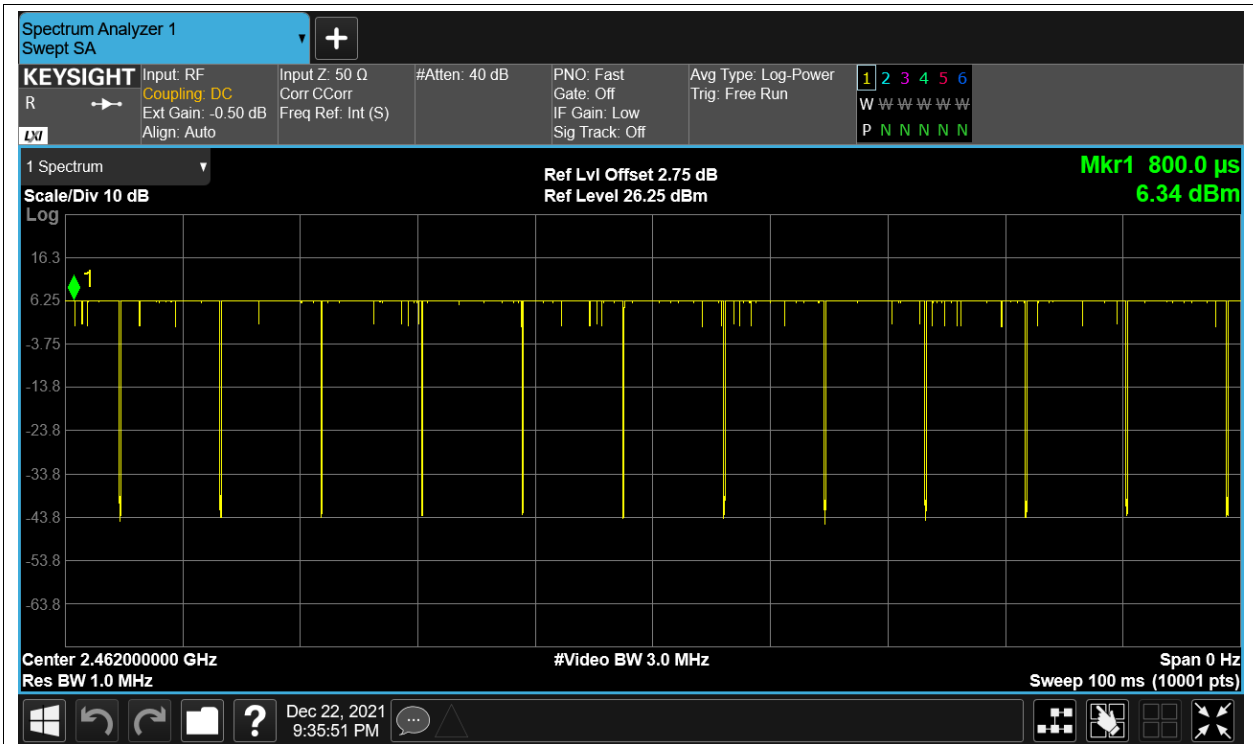 Spectrum Analyzer 1
Swept SA
KEYSIGHT
R
LXI
Input: RF
Coupling: DC
Ext Gain: -0.50 dB
Align: Auto
Input Z: 50 Ω
Corr CCorr
Freq Ref: Int (S)
#Atten: 40 dB
PNO: Fast
Gate: Off
IF Gain: Low
Sig Track: Off
Avg Type: Log-Power
Trig: Free Run
1 2 3 4 5 6
W W W W W W
P N N N N N
1 Spectrum
Scale/Div 10 dB
Ref Lvl Offset 2.75 dB
Ref Level 26.25 dBm
Mkr1 800.0 µs
6.34 dBm
Log
16.3
1
6.25
-3.75
-13.8
-23.8
-33.8
-43.8
-53.8
-63.8
Center 2.462000000 GHz
Res BW 1.0 MHz
#Video BW 3.0 MHz
Span 0 Hz
Sweep 100 ms (10001 pts)
?
Dec 22, 2021
9:35:51 PM